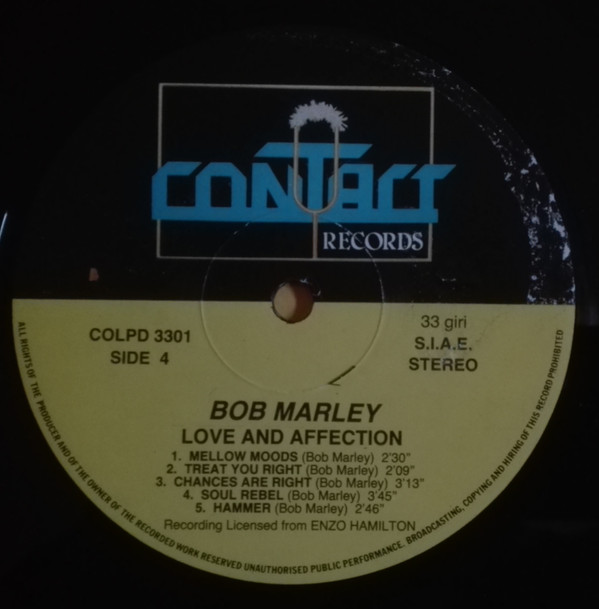 CONTACT
RECORDS
COLPD 3301
SIDE 4
33 giri
S.I.A.E.
STEREO
BOB MARLEY
LOVE AND AFFECTION
1. MELLOW MOODS (Bob Marley) 2'30"
2. TREAT YOU RIGHT (Bob Marley) 2'09"
3. CHANCES ARE RIGHT (Bob Marley) 3'13"
4. SOUL REBEL (Bob Marley) 3'45"
5. HAMMER (Bob Marley) 2'46"
Recording Licensed from ENZO HAMILTON
ALL RIGHTS OF THE PRODUCER AND OF THE OWNER OF THE RECORDED WORK RESERVED UNAUTHORISED PUBLIC PERFORMANCE. BROADCASTING, COPYING AND HIRING OF THIS RECORD PROHIBITED